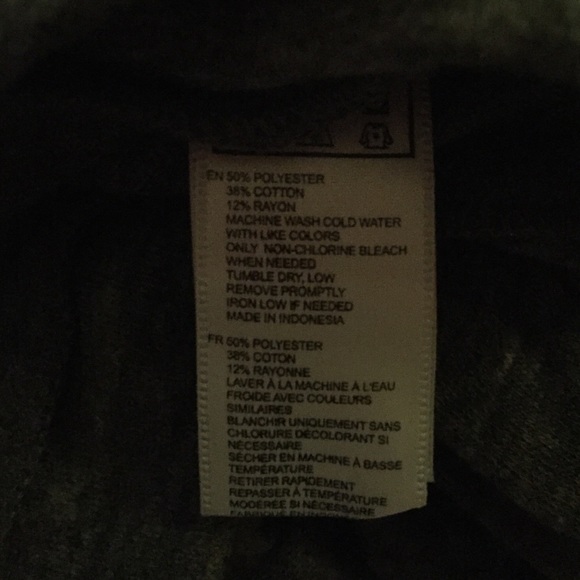 EN 50% POLYESTER
38% COTTON
12% RAYON
MACHINE WASH COLD WATER
WITH LIKE COLORS
ONLY NON-CHLORINE BLEACH
WHEN NEEDED
TUMBLE DRY, LOW
REMOVE PROMPTLY
IRON LOW IF NEEDED
MADE IN INDONESIA
FR 50% POLYESTER
38% COTON
12% RAYONNE
LAVER À LA MACHINE À L'EAU
FROIDE AVEC COULEURS
SIMILAIRES
BLANCHIR UNIQUEMENT SANS
CHLORURE DÉCOLORANT SI
NÉCESSAIRE
SÉCHER EN MACHINE À BASSE
TEMPÉRATURE
RETIRER RAPIDEMENT
REPASSER À TEMPÉRATURE
MODÉRÉE SI NÉCESSAIRE
FABRIQUÉ EN